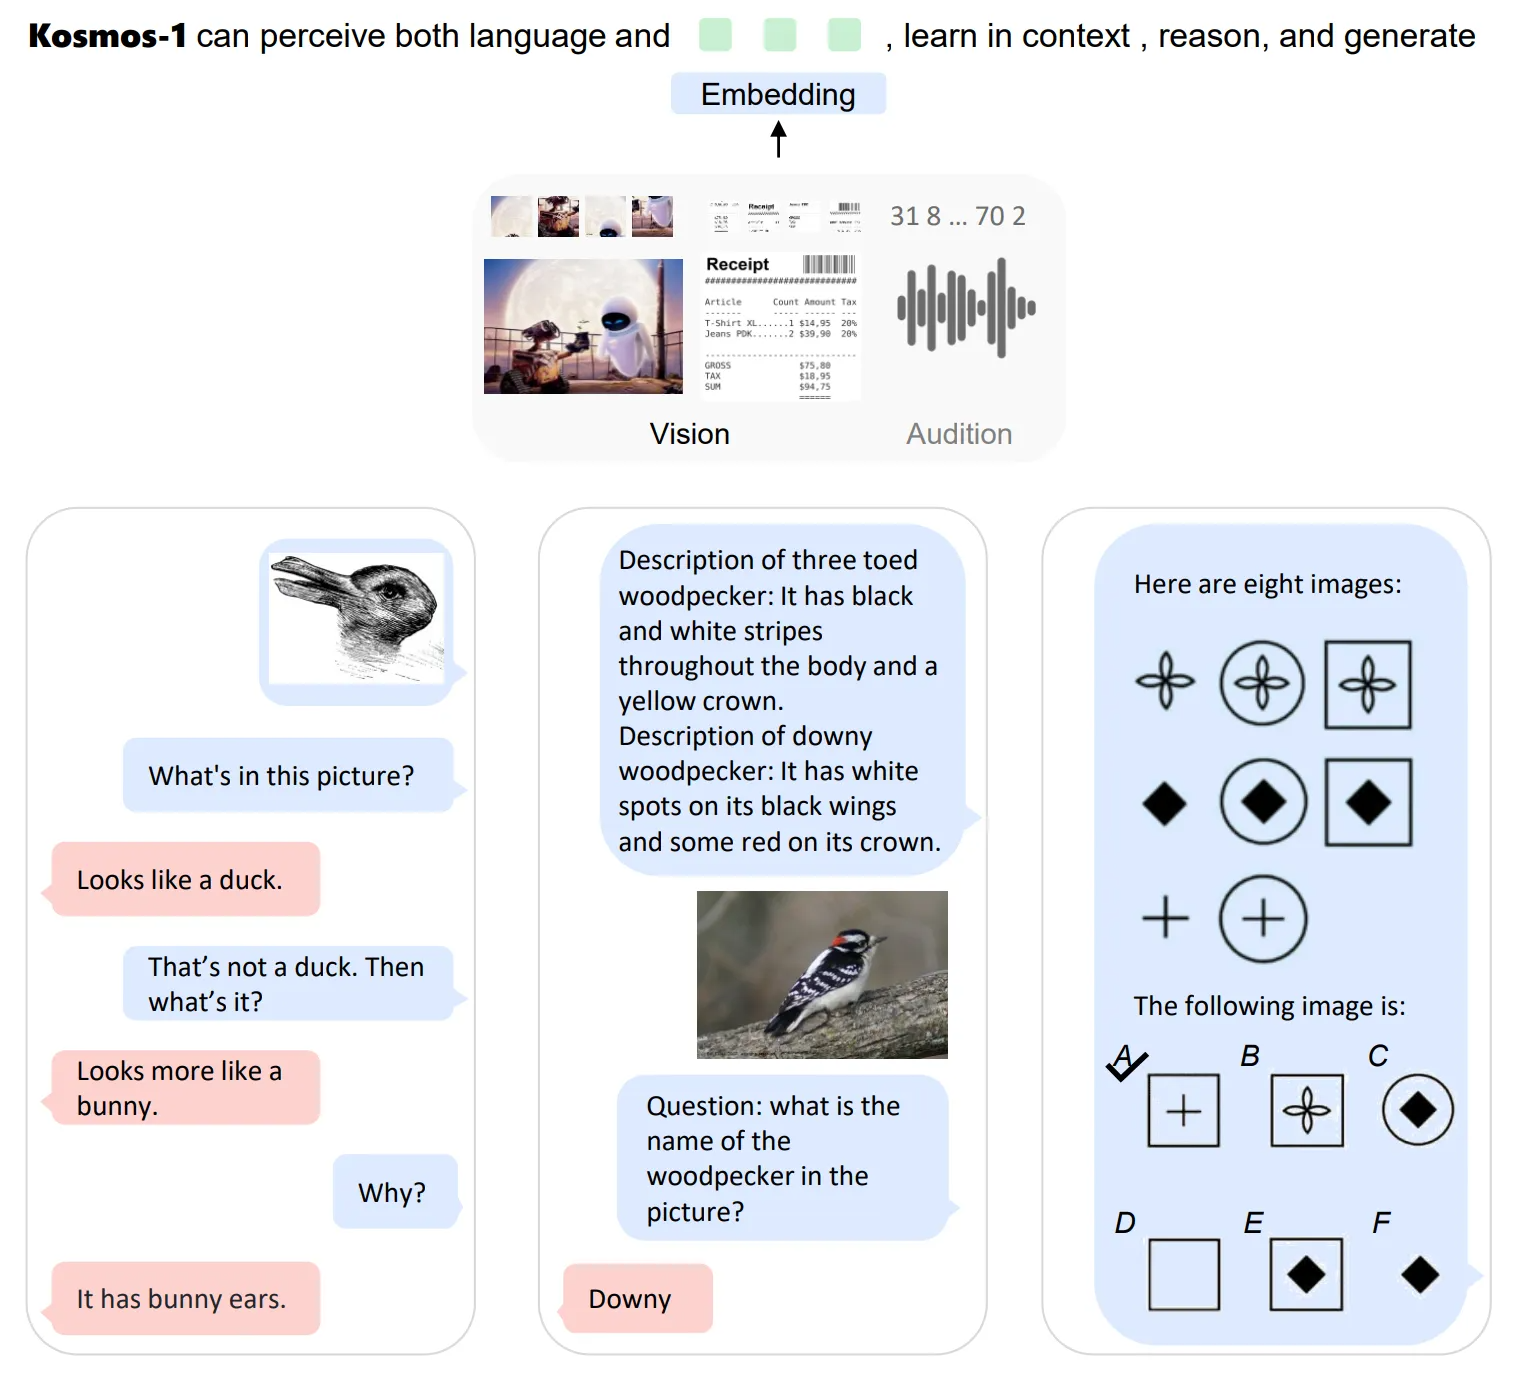 Kosmos-1 can perceive both language and , learn in context , reason, and generate
Embedding
Receipt
31 8 ... 70 2
Receipt
#############################
Article Count Amount Tax
------- ----- ------ ---
T-Shirt XL......1 $14,95 20%
Jeans PDK.......2 $39,90 20%
GROSS $75,80
TAX $18,95
SUM $94,75
======
Vision
Audition
What's in this picture?
Looks like a duck.
That's not a duck. Then
what's it?
Looks more like a
bunny.
Why?
It has bunny ears.
Description of three toed
woodpecker: It has black
and white stripes
throughout the body and a
yellow crown.
Description of downy
woodpecker: It has white
spots on its black wings
and some red on its crown.
Question: what is the
name of the
woodpecker in the
picture?
Downy
Here are eight images:
The following image is:
A B C
D E F